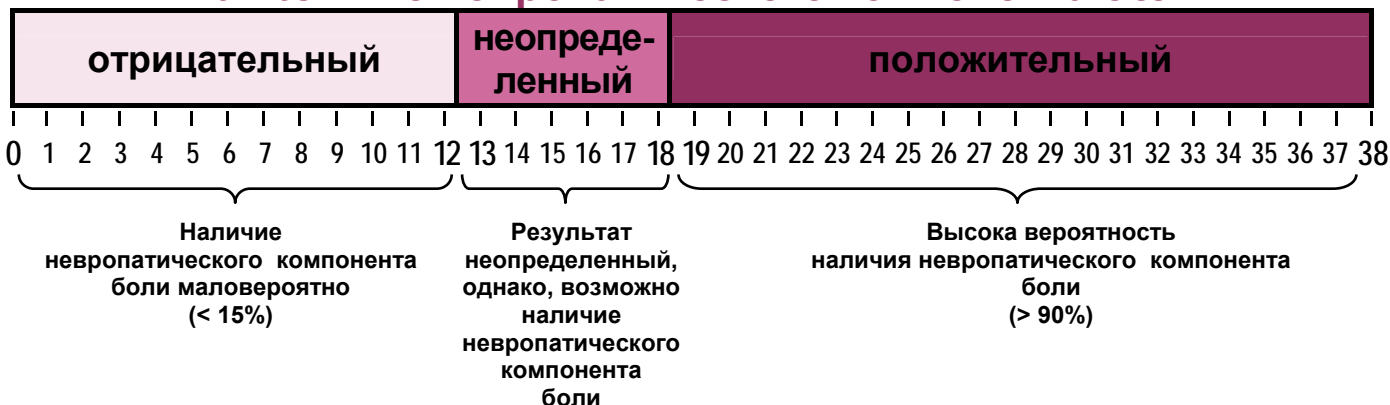 отрицательный
неопреде-
ленный
положительный
0 1 2 3 4 5 6 7 8 9 10 11 12 13 14 15 16 17 18 19 20 21 22 23 24 25 26 27 28 29 30 31 32 33 34 35 36 37 38
Наличие
невропатического компонента
боли маловероятно
(< 15%)
Результат
неопределенный,
однако, возможно
наличие
невропатического
компонента
боли
Высока вероятность
наличия невропатического компонента
боли
(> 90%)